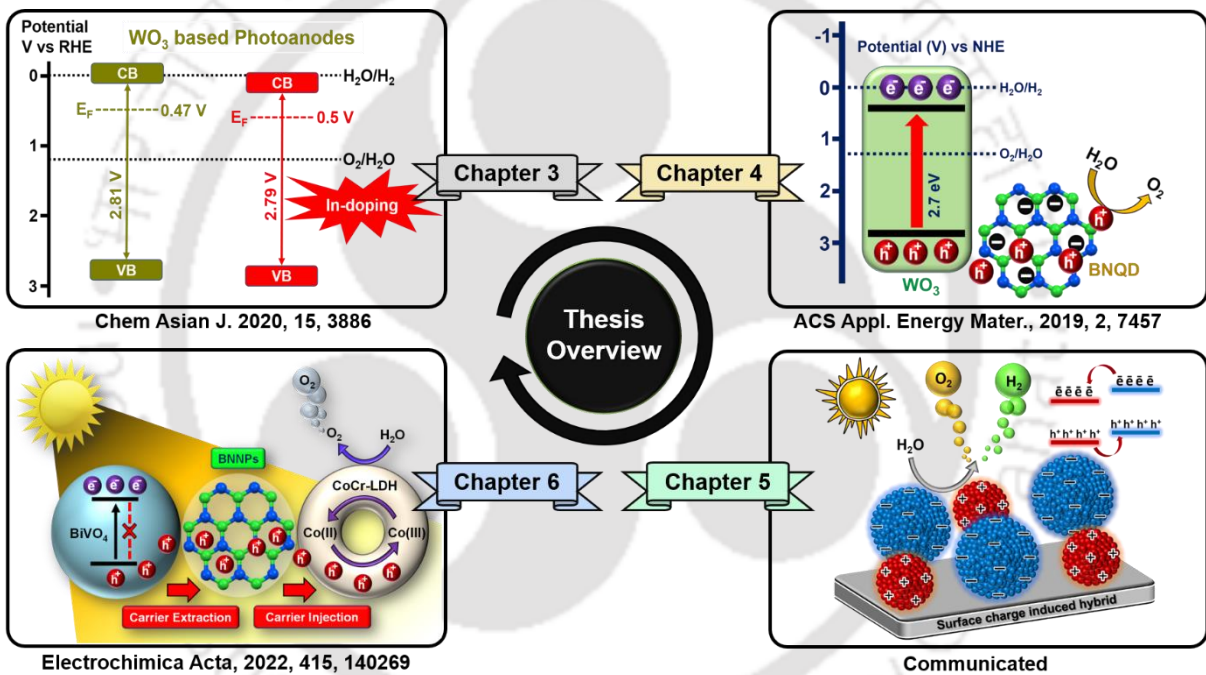 Potential
V vs RHE
WO₃ based Photoanodes
0
1
2
3
CB
H₂O/H₂
E_F
0.47 V
2.81 V
VB
CB
E_F
0.5 V
O₂/H₂O
2.79 V
In-doping
VB
Chem Asian J. 2020, 15, 3886
Chapter 3
Chapter 4
-1
0
1
2
3
Potential (V) vs NHE
e⁻ e⁻ e⁻
H₂O/H₂
O₂/H₂O
2.7 eV
h⁺ h⁺ h⁺
WO₃
H₂O
O₂
h⁺
h⁺
h⁺
h⁺
BNQD
ACS Appl. Energy Mater., 2019, 2, 7457
Thesis
Overview
O₂
O₂
H₂O
BNNPs
e⁻ e⁻ e⁻
BiVO₄
h⁺ h⁺
h⁺
h⁺ h⁺
h⁺ h⁺
h⁺
CoCr-LDH
Co(II)
Co(III)
h⁺
h⁺ h⁺ h⁺
Carrier Extraction
Carrier Injection
Electrochimica Acta, 2022, 415, 140269
Chapter 6
Chapter 5
O₂
H₂
H₂O
ē ē ē ē
ē ē ē ē
h⁺ h⁺ h⁺ h⁺
h⁺ h⁺ h⁺ h⁺
Surface charge induced hybrid
Communicated